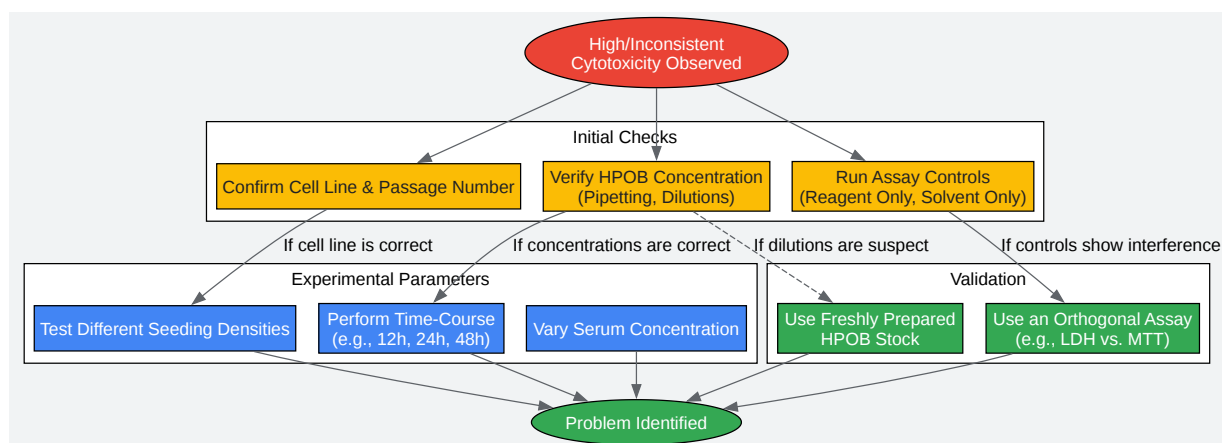 High/Inconsistent
Cytotoxicity Observed
Initial Checks
Confirm Cell Line & Passage Number
Verify HPOB Concentration
(Pipetting, Dilutions)
Run Assay Controls
(Reagent Only, Solvent Only)
If cell line is correct
If concentrations are correct
If dilutions are suspect
If controls show interference
Experimental Parameters
Test Different Seeding Densities
Perform Time-Course
(e.g., 12h, 24h, 48h)
Vary Serum Concentration
Validation
Use Freshly Prepared
HPOB Stock
Use an Orthogonal Assay
(e.g., LDH vs. MTT)
Problem Identified